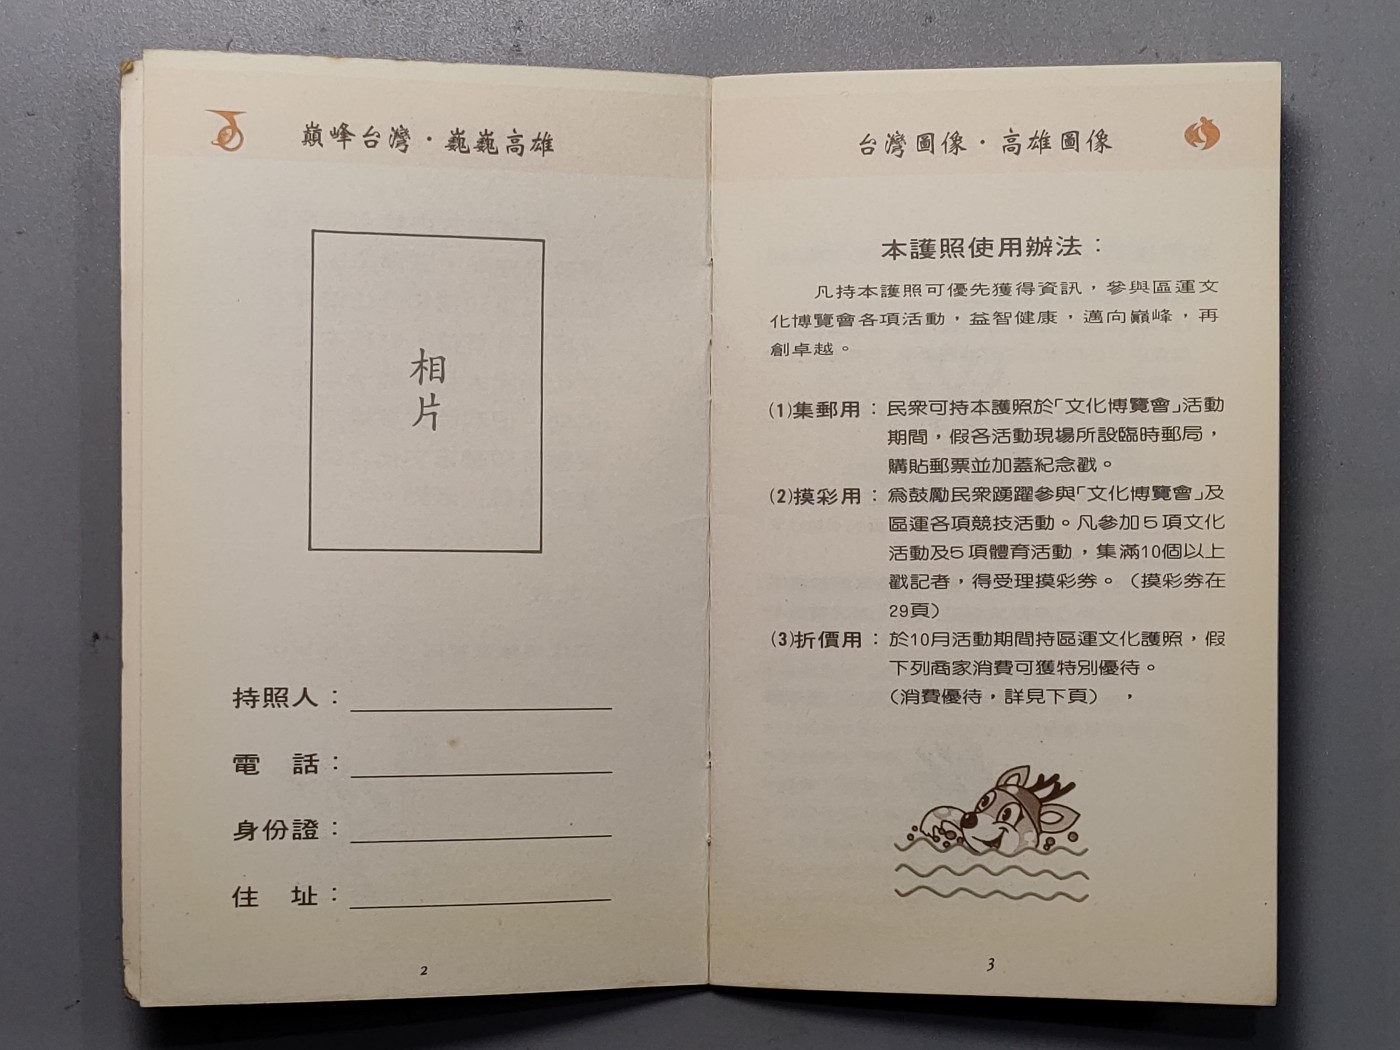 巔峰台灣・巍巍高雄
相
片
持照人：
電　話：
身份證：
住　址：
2
台灣圖像・高雄圖像
本護照使用辦法：
凡持本護照可優先獲得資訊，參與區運文
化博覽會各項活動，益智健康，邁向巔峰，再
創卓越。
(1)集郵用：民衆可持本護照於「文化博覽會」活動
期間，假各活動現場所設臨時郵局，
購貼郵票並加蓋紀念戳。
(2)摸彩用：爲鼓勵民衆踴躍參與「文化博覽會」及
區運各項競技活動。凡參加5項文化
活動及5項體育活動，集滿10個以上
戳記者，得受理摸彩券。（摸彩券在
29頁）
(3)折價用：於10月活動期間持區運文化護照，假
下列商家消費可獲特別優待。
（消費優待，詳見下頁），
3